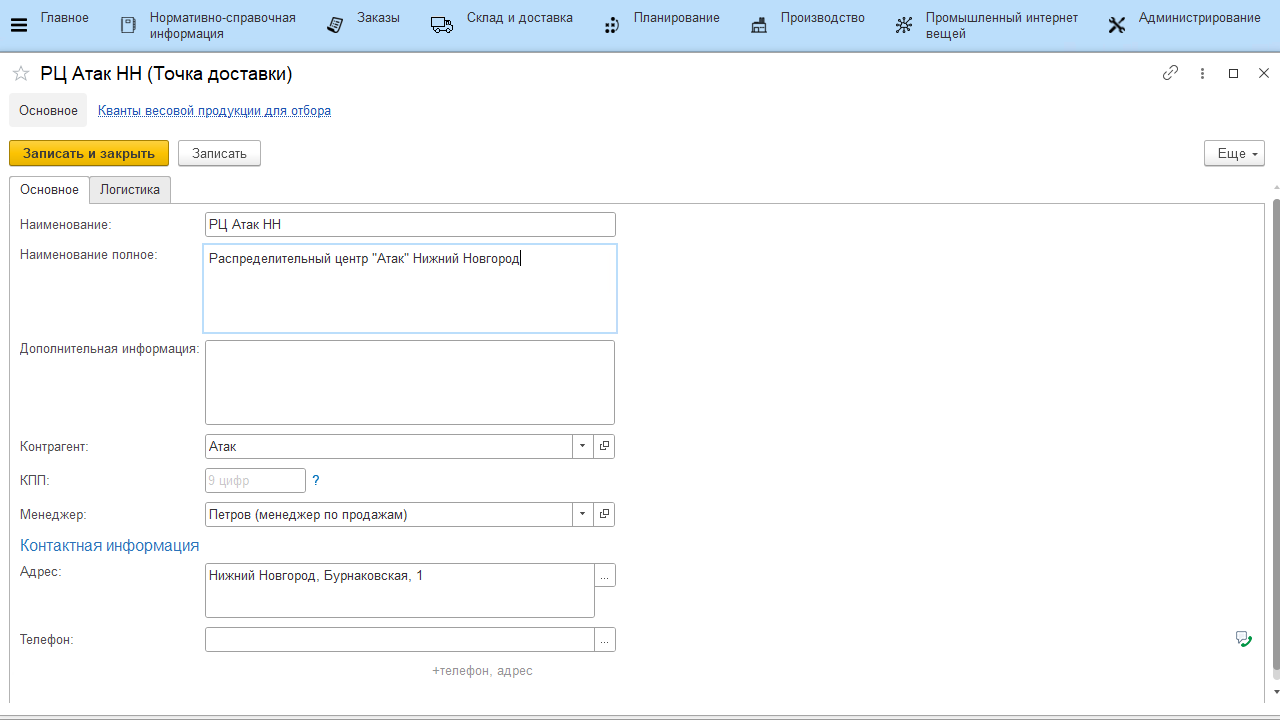 Главное
Нормативно-справочная
информация
Заказы
Склад и доставка
Планирование
Производство
Промышленный интернет
вещей
Администрирование
РЦ Атак НН (Точка доставки)
Основное
Кванты весовой продукции для отбора
Записать и закрыть
Записать
Еще
Основное
Логистика
Наименование:
РЦ Атак НН
Наименование полное:
Распределительный центр "Атак" Нижний Новгород
Дополнительная информация:
Контрагент:
Атак
КПП:
9 цифр
?
Менеджер:
Петров (менеджер по продажам)
Контактная информация
Адрес:
Нижний Новгород, Бурнаковская, 1
...
Телефон:
...
+телефон, адрес